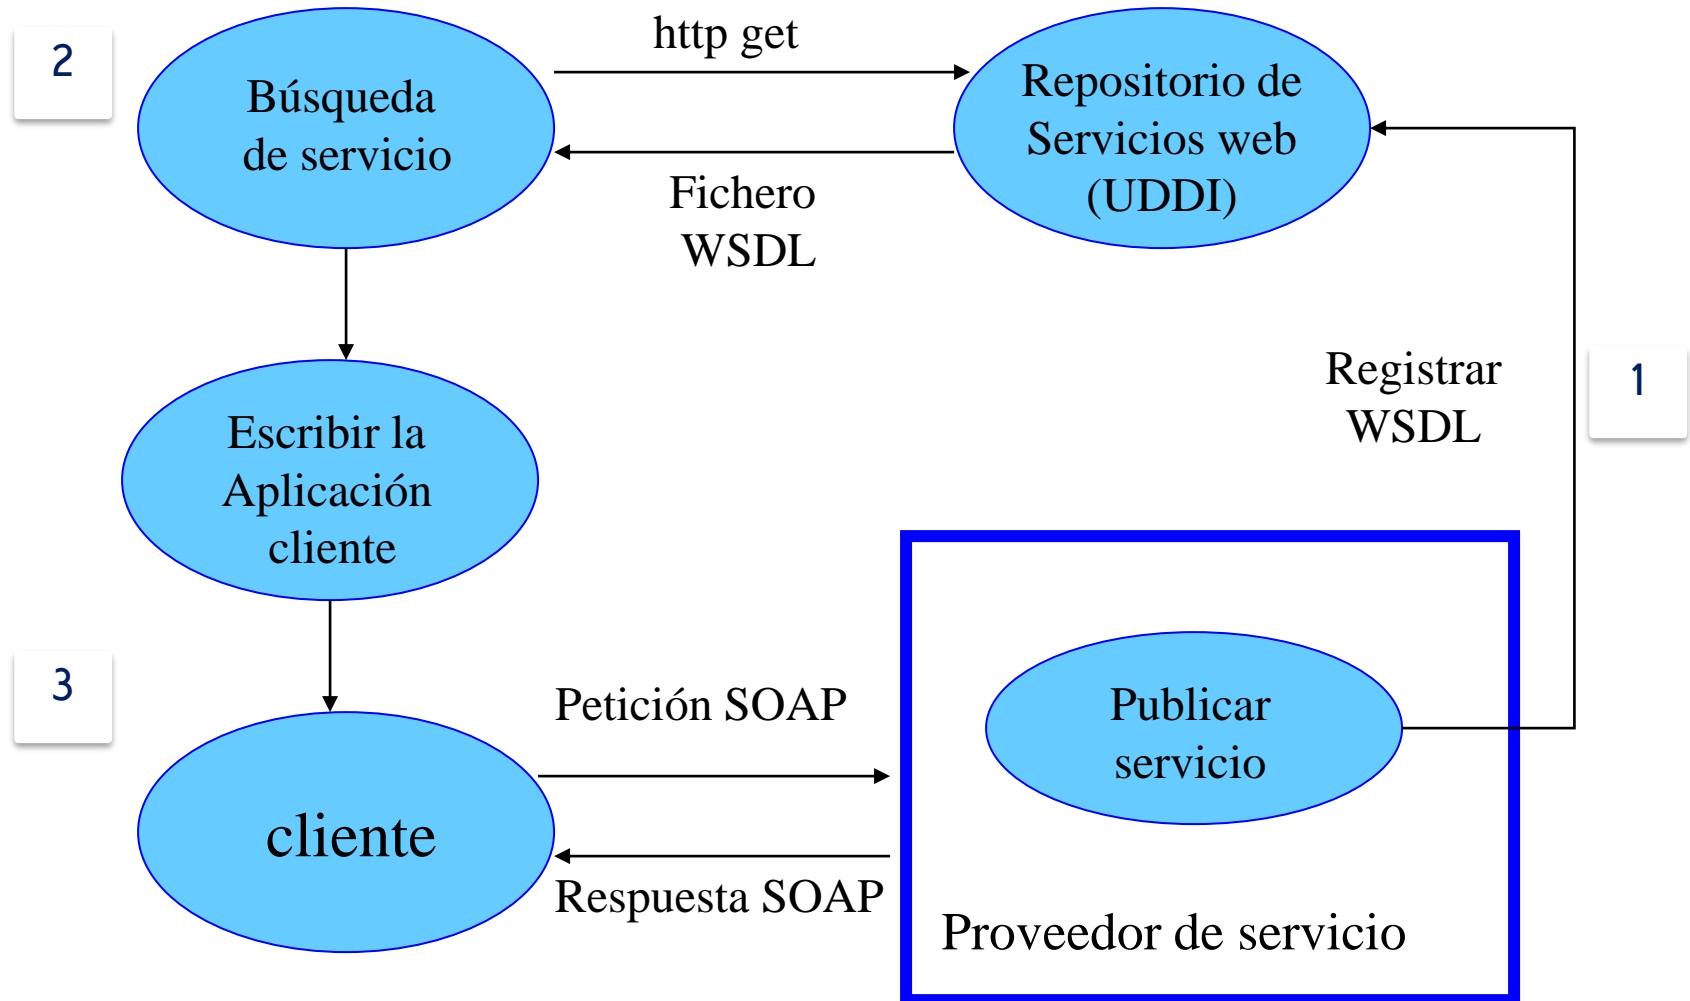 2
http get
Búsqueda
de servicio
Repositorio de
Servicios web
(UDDI)
Fichero
WSDL
Registrar
WSDL
1
Escribir la
Aplicación
cliente
3
Petición SOAP
Publicar
servicio
cliente
Respuesta SOAP
Proveedor de servicio